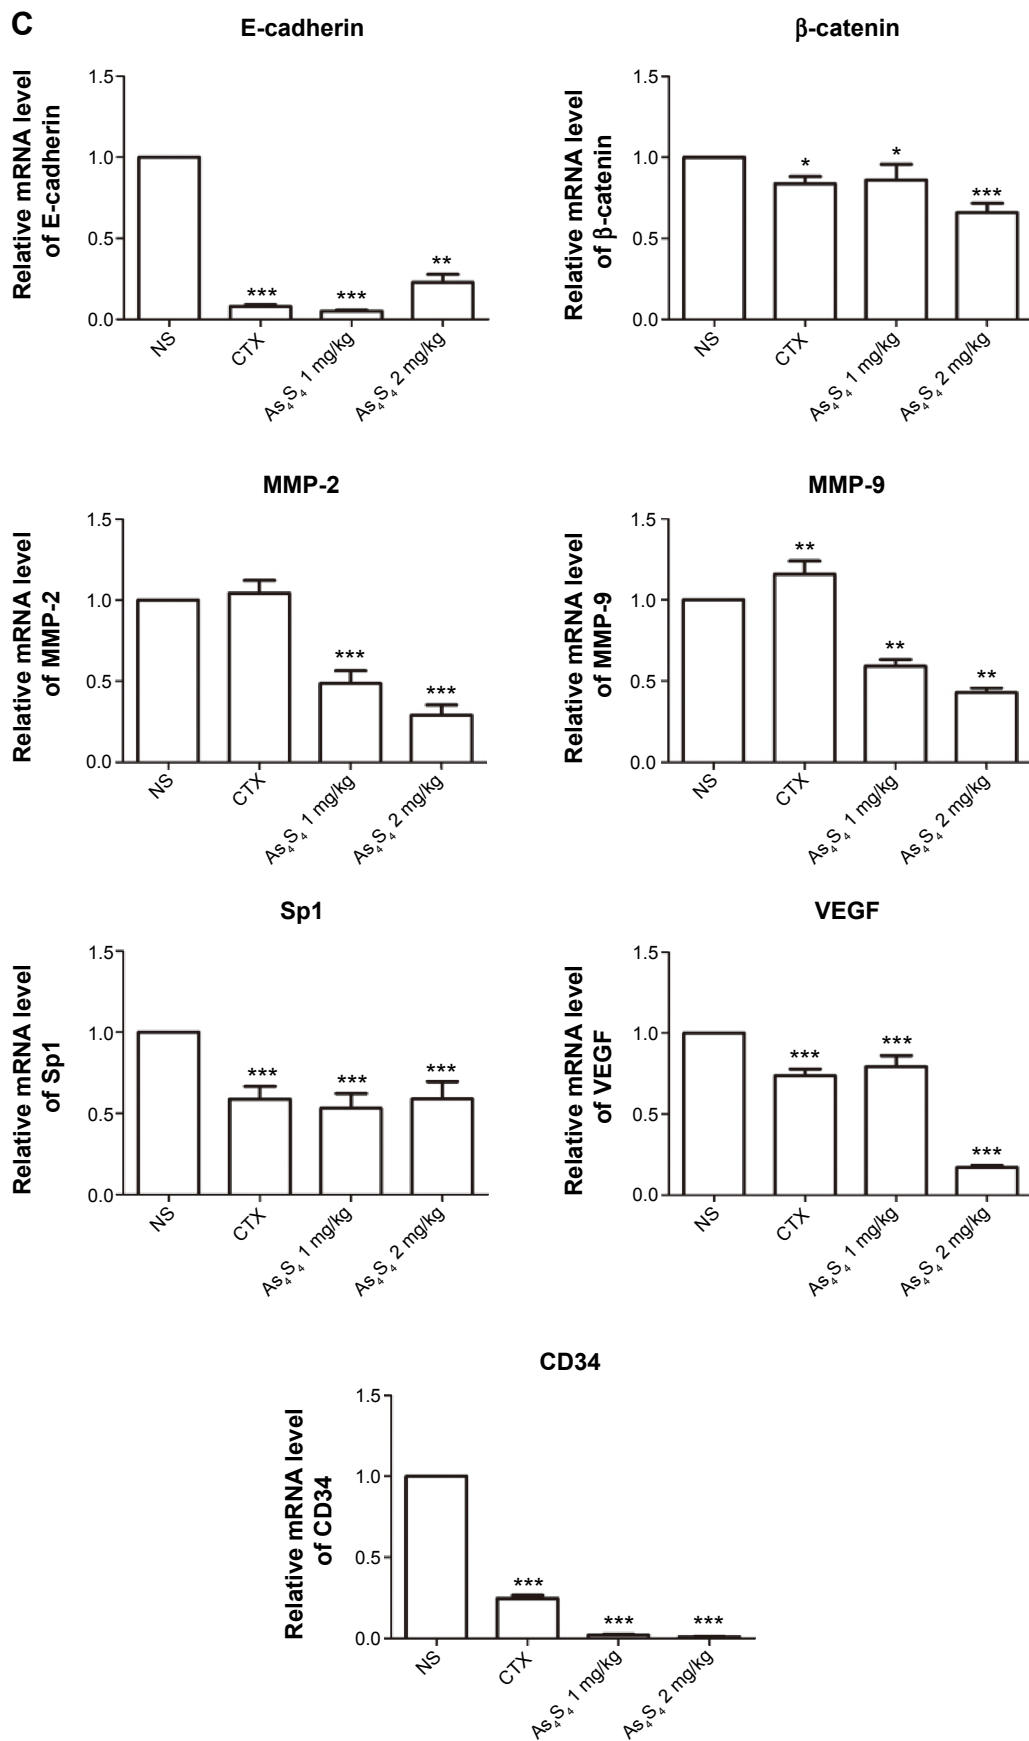 C
E-cadherin
Relative mRNA level
of E-cadherin
1.5
1.0
0.5
0.0
***
***
**
NS
CTX
As₄S₄ 1 mg/kg
As₄S₄ 2 mg/kg
β-catenin
Relative mRNA level
of β-catenin
1.5
1.0
0.5
0.0
*
*
***
NS
CTX
As₄S₄ 1 mg/kg
As₄S₄ 2 mg/kg
MMP-2
Relative mRNA level
of MMP-2
1.5
1.0
0.5
0.0
***
***
NS
CTX
As₄S₄ 1 mg/kg
As₄S₄ 2 mg/kg
MMP-9
Relative mRNA level
of MMP-9
1.5
1.0
0.5
0.0
**
**
**
NS
CTX
As₄S₄ 1 mg/kg
As₄S₄ 2 mg/kg
Sp1
Relative mRNA level
of Sp1
1.5
1.0
0.5
0.0
***
***
***
NS
CTX
As₄S₄ 1 mg/kg
As₄S₄ 2 mg/kg
VEGF
Relative mRNA level
of VEGF
1.5
1.0
0.5
0.0
***
***
***
NS
CTX
As₄S₄ 1 mg/kg
As₄S₄ 2 mg/kg
CD34
Relative mRNA level
of CD34
1.5
1.0
0.5
0.0
***
***
***
NS
CTX
As₄S₄ 1 mg/kg
As₄S₄ 2 mg/kg